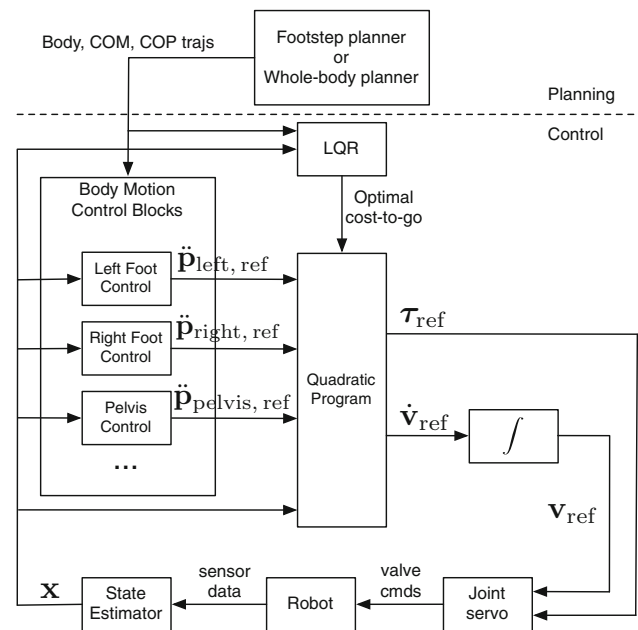 Footstep planner
or
Whole-body planner
Body, COM, COP trajs
Planning
Control
LQR
Optimal
cost-to-go
Body Motion
Control Blocks
Left Foot
Control
p̈left, ref
Right Foot
Control
p̈right, ref
Pelvis
Control
p̈pelvis, ref
...
Quadratic
Program
τref
v̇ref
∫
vref
x
State
Estimator
sensor
data
Robot
valve
cmds
Joint
servo